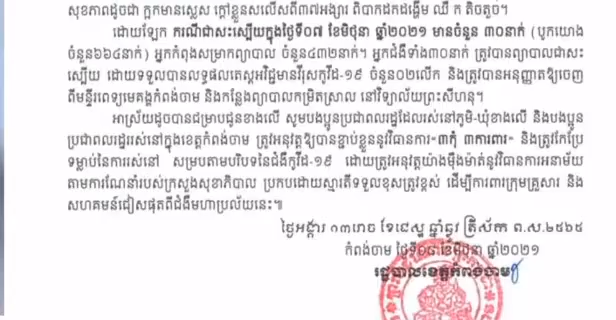 សុខភាពដូចជា ក្អកមានស្លេស ក្តៅខ្លួនសលើសពី៣៧អង្សារ ពិបាកដកដង្ហើម ឈឺ ក តិចតួច។
ដោយឡែក ករណីជាសះស្បើយក្នុងថ្ងៃទី០៧ ខែមិថុនា ឆ្នាំ២០២១ មានចំនួន ៣០នាក់ (បូកយោង
ចំនួន៦៦៤នាក់) អ្នកកំពុងសម្រាកព្យាបាល ចំនួន៤៣២នាក់។ អ្នកជំងឺទាំង៣០នាក់ ត្រូវបានព្យាបាលជាសះ
ស្បើយ ដោយទទួលបានលទ្ធផលតេស្តអវិជ្ជមានវីរុសកូវីដ-១៩ ចំនួន០២លើក និងត្រូវបានអនុញ្ញាតឱ្យចេញ
ពីមន្ទីរពេទ្យមេគង្គកំពង់ចាម និងកន្លែងព្យាបាលកម្រិតស្រាល នៅវិទ្យាល័យព្រះសីហនុ។
អាស្រ័យដូចបានជម្រាបជូនខាងលើ សូមបងប្អូនប្រជាពលរដ្ឋដែលរស់នៅភូមិ-ឃុំខាងលើ និងបងប្អូន
ប្រជាពលរដ្ឋរស់នៅក្នុងខេត្តកំពង់ចាម ត្រូវអនុវត្តឱ្យបានខ្ជាប់ខ្ជួននូវវិធានការ "៣កុំ ៣ការពារ" និងត្រូវកែប្រែ
ទម្លាប់នៃការរស់នៅ សម្របតាមបរិបទនៃជំងឺកូវីដ-១៩ ដោយត្រូវអនុវត្តយ៉ាងម៉ឺងម៉ាត់នូវវិធានការអនាម័យ
តាមការណែនាំរបស់ក្រសួងសុខាភិបាល ប្រកបដោយស្មារតីទទួលខុសត្រូវខ្ពស់ ដើម្បីការពារក្រុមគ្រួសារ និង
សហគមន៍ជៀសផុតពីជំងឺមហាប្រល័យនេះ៕
ថ្ងៃអង្គារ ១៣រោច ខែជេស្ឋ ឆ្នាំឆ្លូវ ត្រីស័ក ព.ស.២៥៦៥
កំពង់ចាម ថ្ងៃទី០៨ខែមិថុនា ឆ្នាំ២០២១
រដ្ឋបាលខេត្តកំពង់ចាម